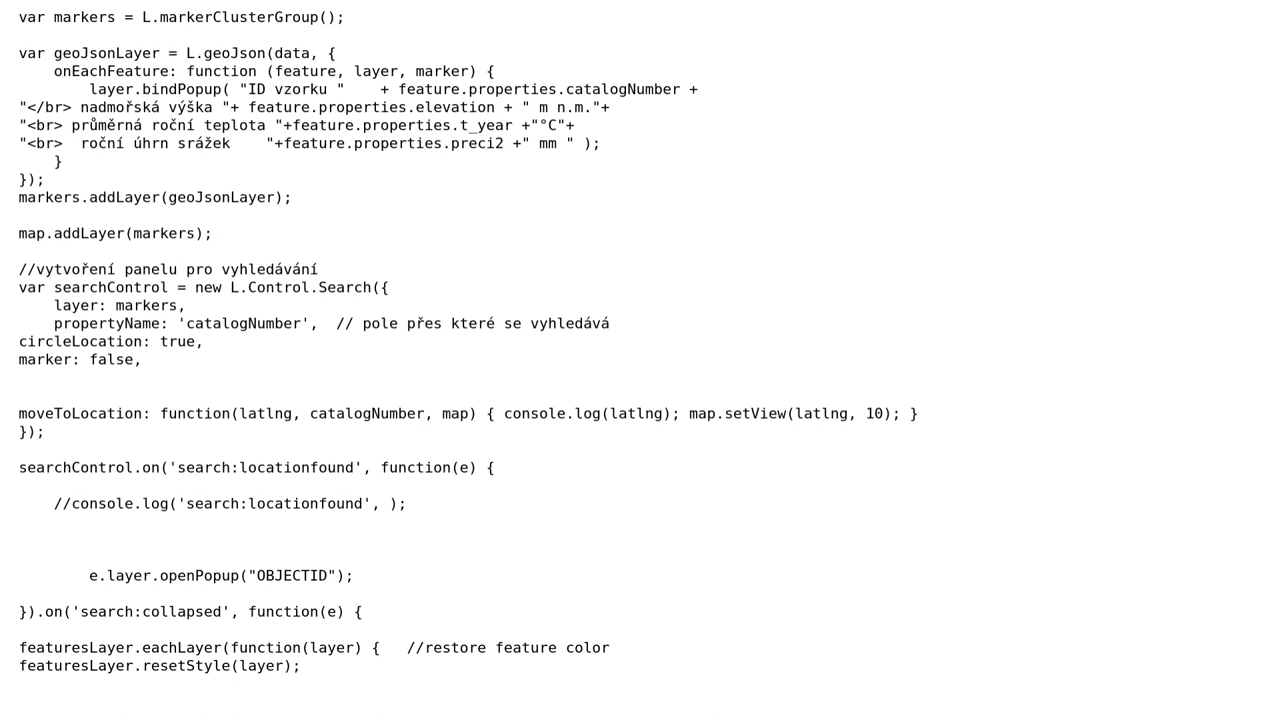 var markers = L.markerClusterGroup();
var geoJsonLayer = L.geoJson(data, {
    onEachFeature: function (feature, layer, marker) {
        layer.bindPopup( "ID vzorku "    + feature.properties.catalogNumber +
"</br> nadmořská výška "+ feature.properties.elevation + " m n.m."+
"<br> průměrná roční teplota "+feature.properties.t_year +"°C"+
"<br>  roční úhrn srážek    "+feature.properties.preci2 +" mm " );
    }
});
markers.addLayer(geoJsonLayer);
map.addLayer(markers);
//vytvoření panelu pro vyhledávání
var searchControl = new L.Control.Search({
    layer: markers,
    propertyName: 'catalogNumber',  // pole přes které se vyhledává
circleLocation: true,
marker: false,
moveToLocation: function(latlng, catalogNumber, map) { console.log(latlng); map.setView(latlng, 10); }
});
searchControl.on('search:locationfound', function(e) {
    //console.log('search:locationfound', );
        e.layer.openPopup("OBJECTID");
}).on('search:collapsed', function(e) {
featuresLayer.eachLayer(function(layer) {   //restore feature color
featuresLayer.resetStyle(layer);